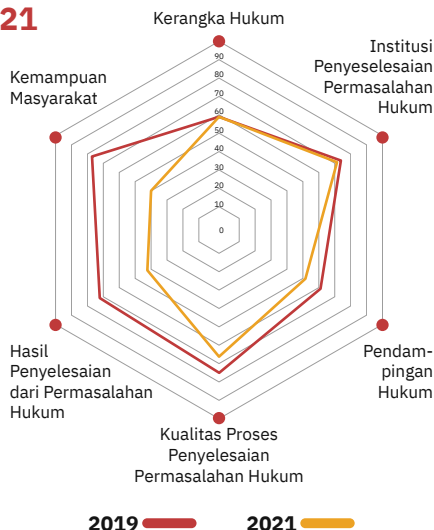 21
Kerangka Hukum
Institusi
Penyeselesaian
Permasalahan
Hukum
Kemampuan
Masyarakat
90
80
70
60
50
40
30
20
10
0
Hasil
Penyelesaian
dari Permasalahan
Hukum
Pendam-
pingan
Hukum
Kualitas Proses
Penyelesaian
Permasalahan Hukum
2019 2021